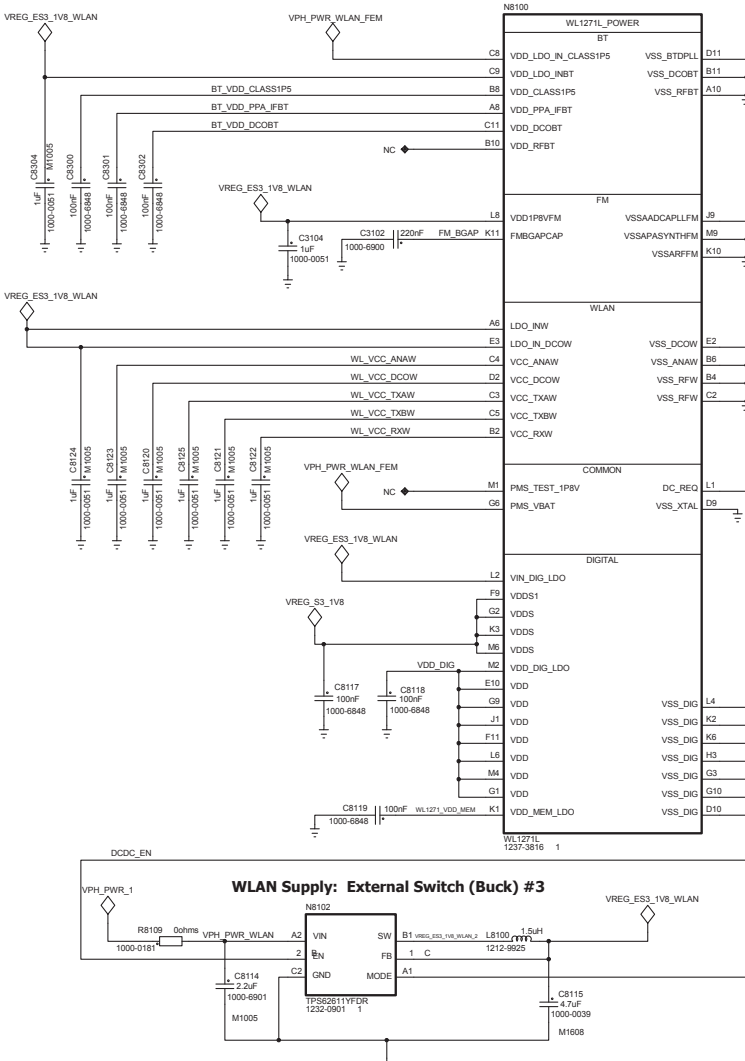 N8100
VREG_ES3_1V8_WLAN
VPH_PWR_WLAN_FEM
WL1271L_POWER
BT
C8 VDD_LDO_IN_CLASS1P5 VSS_BTDPLL D11
C9 VDD_LDO_INBT VSS_DCOBT B11
BT_VDD_CLASS1P5 B8 VDD_CLASS1P5 VSS_RFBT A10
BT_VDD_PPA_IFBT A8 VDD_PPA_IFBT
BT_VDD_DCOBT C11 VDD_DCOBT
NC B10 VDD_RFBT
C8304 M1005
1uF 1000-0051
C8300
100nF 1000-6848
C8301
100nF 1000-6848
C8302
100nF 1000-6848
VREG_ES3_1V8_WLAN
FM
L8 VDD1P8VFM VSSAADCAPLLFM J9
C3102 220nF FM_BGAP K11 FMBGAPCAP VSSAPASYNTHFM M9
1000-6900
VSSARFFM K10
C3104
1uF
1000-0051
VREG_ES3_1V8_WLAN
WLAN
A6 LDO_INW
E3 LDO_IN_DCOW VSS_DCOW E2
WL_VCC_ANAW C4 VCC_ANAW VSS_ANAW B6
WL_VCC_DCOW D2 VCC_DCOW VSS_RFW B4
WL_VCC_TXAW C3 VCC_TXAW VSS_RFW C2
WL_VCC_TXBW C5 VCC_TXBW
WL_VCC_RXW B2 VCC_RXW
C8124 M1005
1uF 1000-0051
C8123 M1005
1uF 1000-0051
C8120 M1005
1uF 1000-0051
C8125 M1005
1uF 1000-0051
C8121 M1005
1uF 1000-0051
C8122 M1005
1uF 1000-0051
VPH_PWR_WLAN_FEM
COMMON
NC M1 PMS_TEST_1P8V DC_REQ L1
G6 PMS_VBAT VSS_XTAL D9
VREG_ES3_1V8_WLAN
DIGITAL
L2 VIN_DIG_LDO
VREG_S3_1V8
F9 VDDS1
G2 VDDS
K3 VDDS
M6 VDDS
VDD_DIG M2 VDD_DIG_LDO
E10 VDD
G9 VDD VSS_DIG L4
J1 VDD VSS_DIG K2
F11 VDD VSS_DIG K6
L6 VDD VSS_DIG H3
M4 VDD VSS_DIG G3
G1 VDD VSS_DIG G10
C8119 100nF WL1271_VDD_MEM K1 VDD_MEM_LDO VSS_DIG D10
1000-6848
C8117
100nF
1000-6848
C8118
100nF
1000-6848
WL1271L
1237-3816 1
DCDC_EN
WLAN Supply: External Switch (Buck) #3
VPH_PWR_1
N8102
VREG_ES3_1V8_WLAN
R8109 0ohms VPH_PWR_WLAN A2 VIN SW B1 VREG_ES3_1V8_WLAN_2 L8100 1.5uH
1000-0181
1212-9925
2 B EN FB 1 C
C2 GND MODE A1
C8114
2.2uF
1000-6901
M1005
TPS62611YFDR
1232-0901 1
C8115
4.7uF
1000-0039
M1608